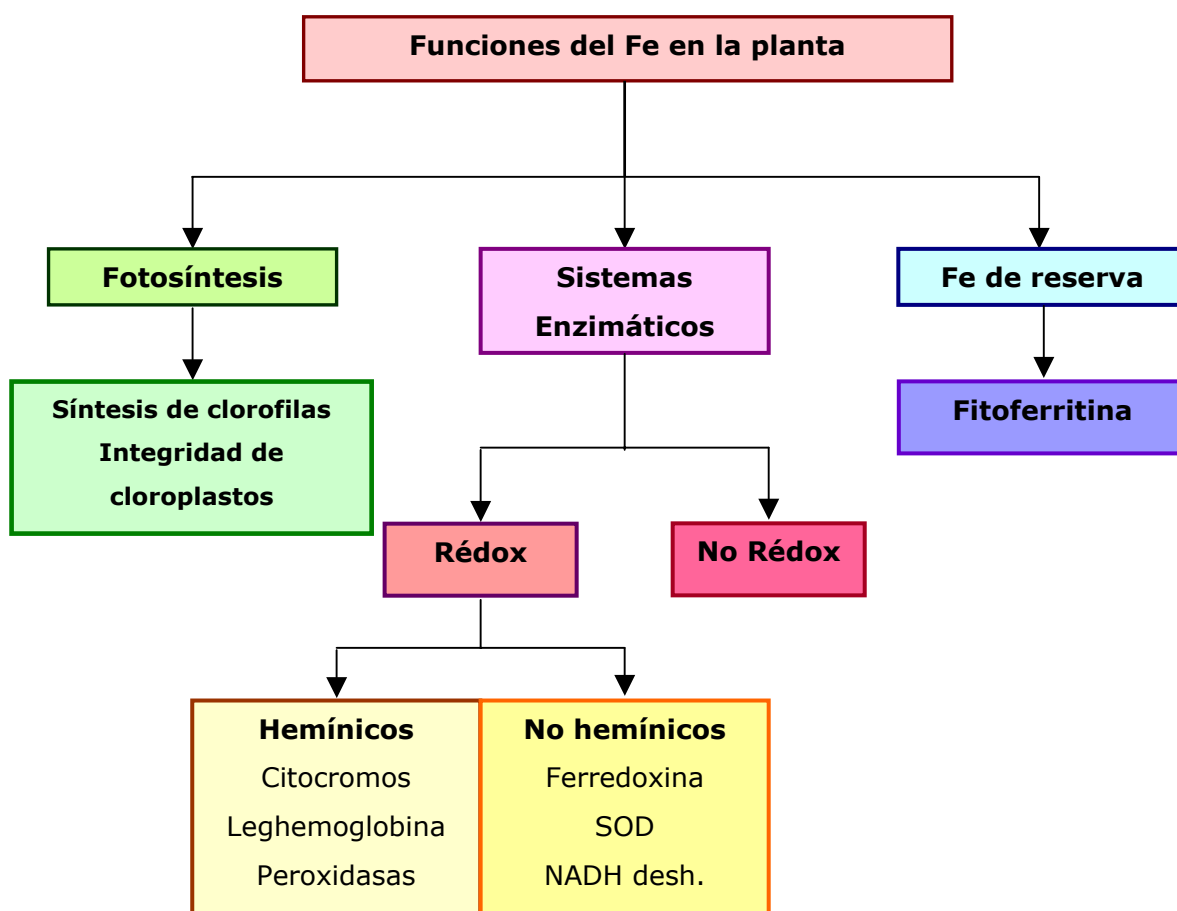 Funciones del Fe en la planta
Fotosíntesis
Sistemas
Enzimáticos
Fe de reserva
Síntesis de clorofilas
Integridad de
cloroplastos
Fitoferritina
Rédox
No Rédox
Hemínicos
Citocromos
Leghemoglobina
Peroxidasas
No hemínicos
Ferredoxina
SOD
NADH desh.